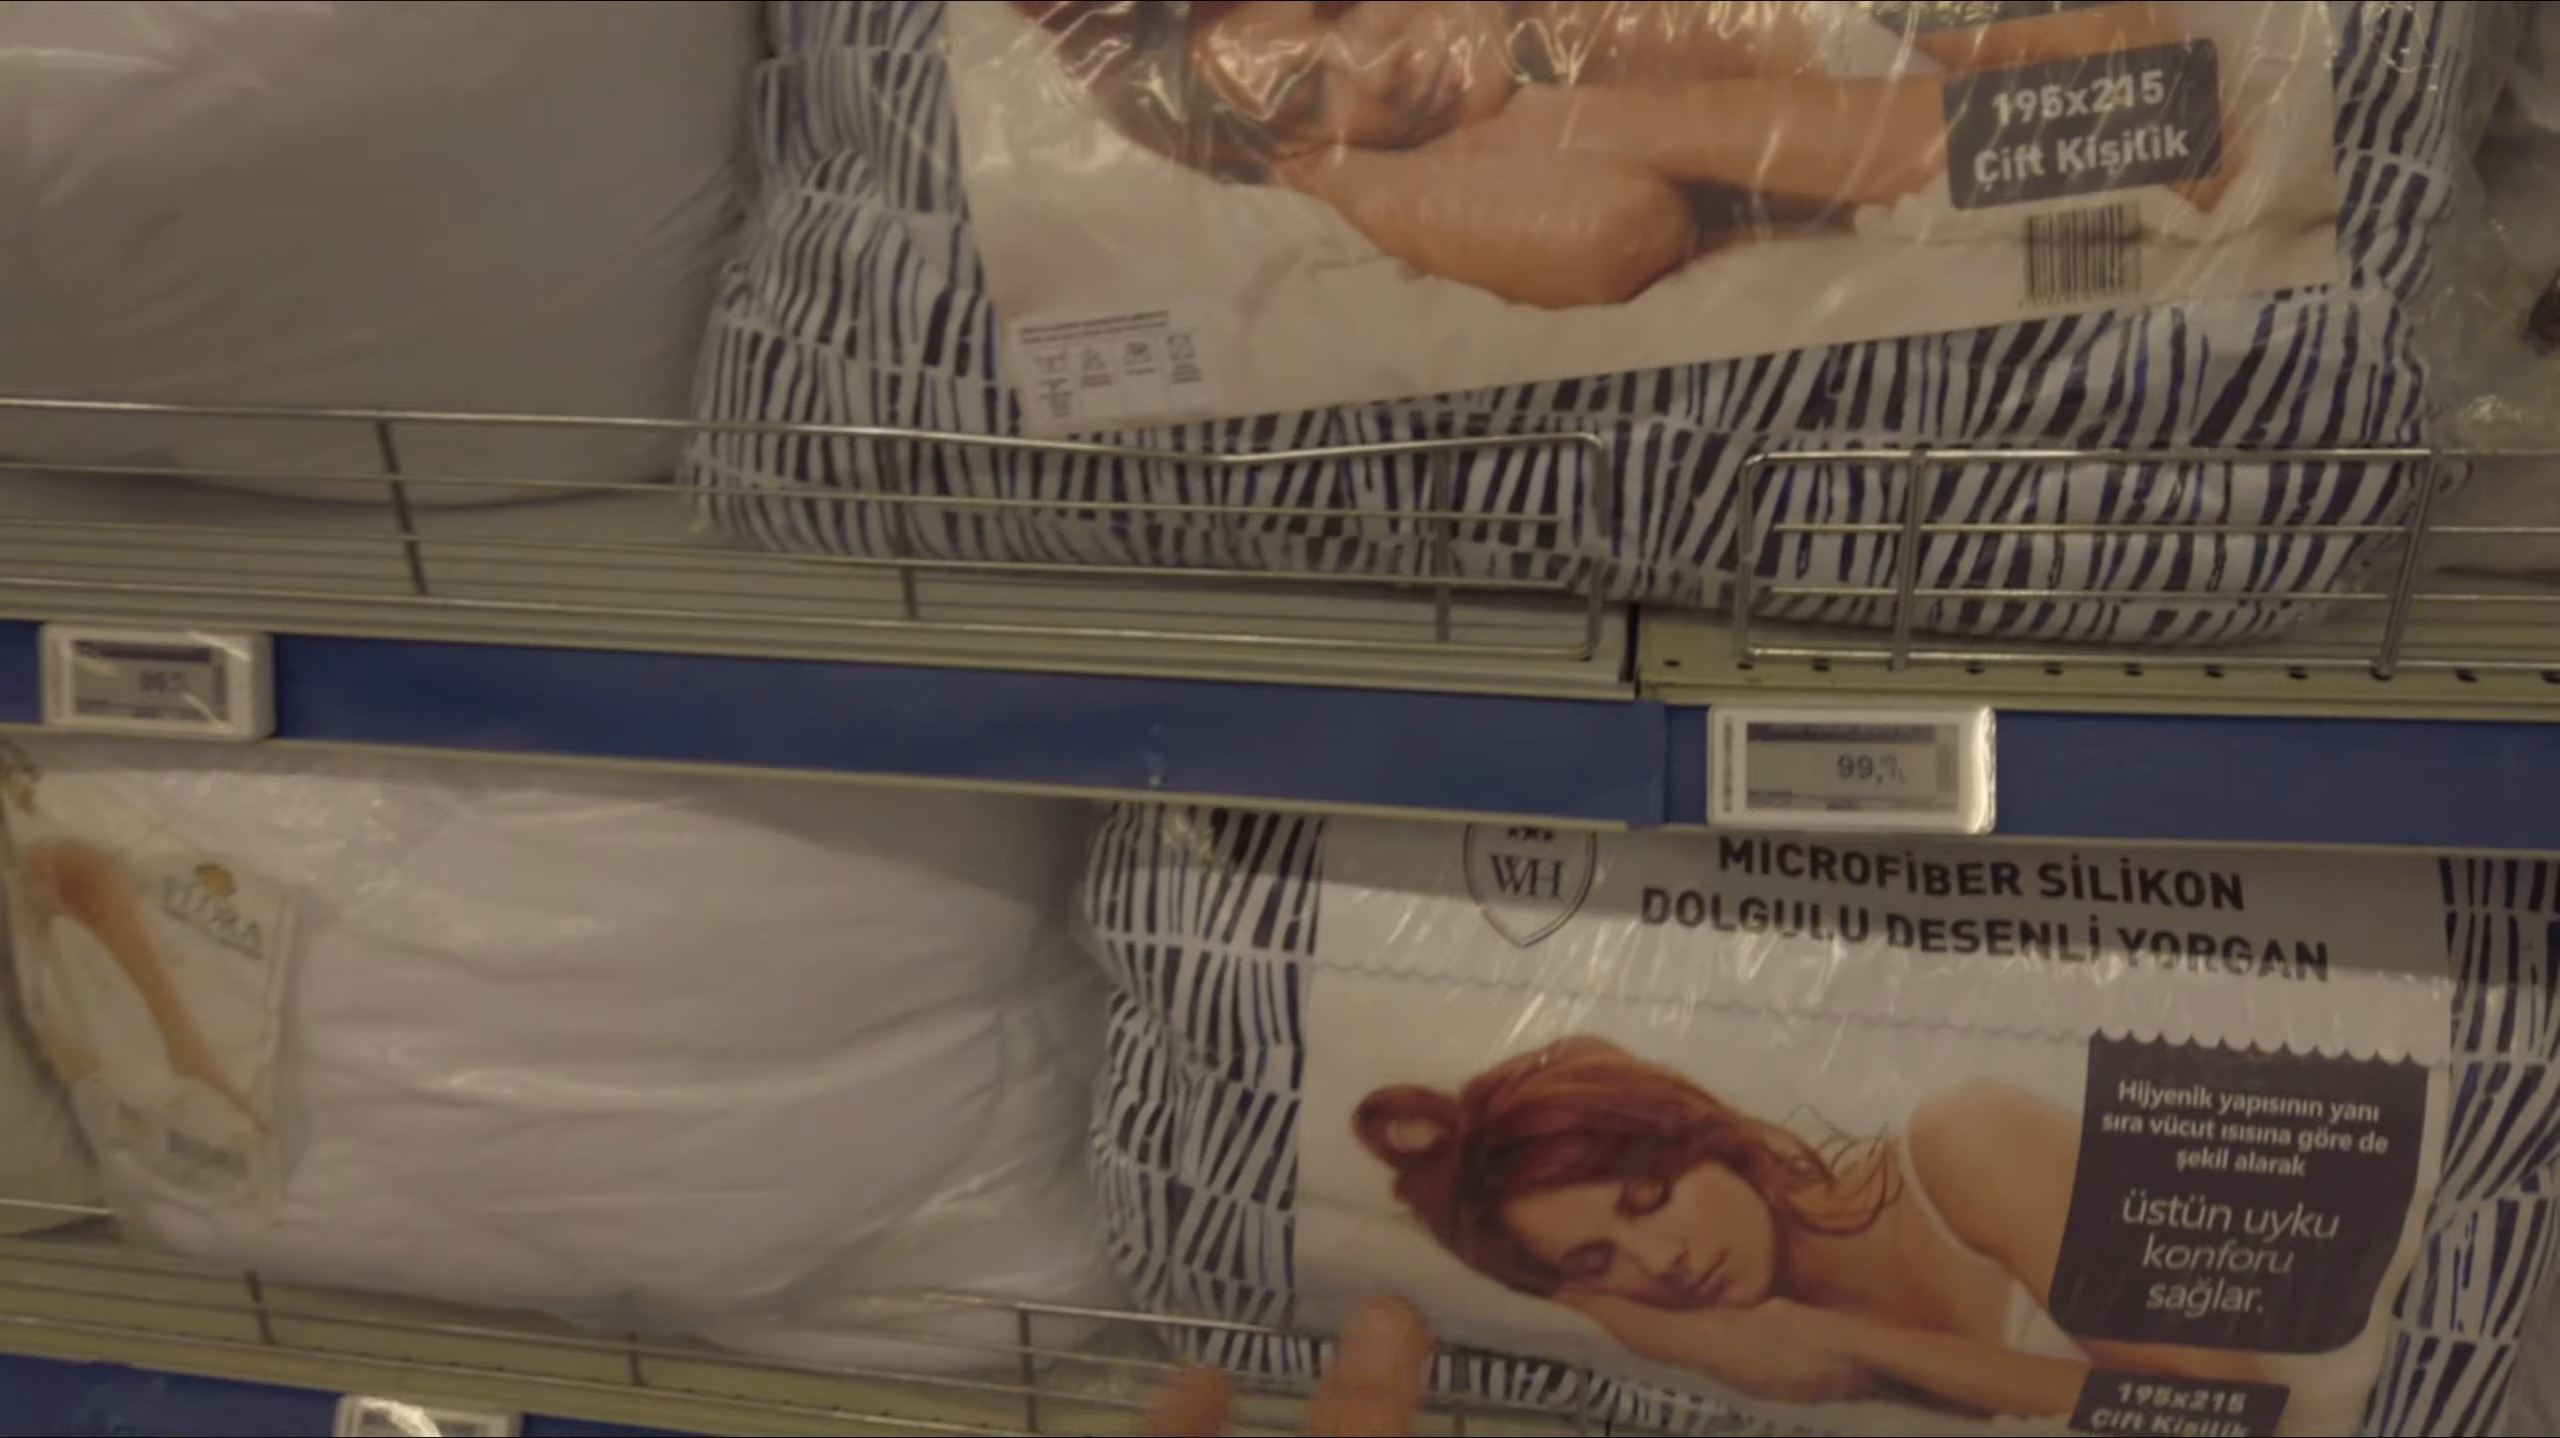 195x215
Çift Kişilik
99,
WH
MICROFİBER SİLİKON
DOLGULU DESENLİ YORGAN
FLORA
Hijyenik yapısının yanı
sıra vücut ısısına göre de
şekil alarak
üstün uyku
konforu
sağlar.
195x215
Çift Kişilik